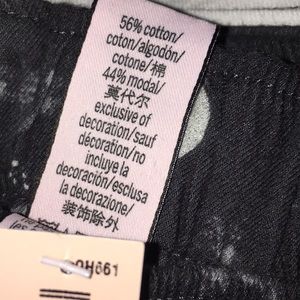 56% cotton/
coton/algodón/
cotone/棉
44% modal/
莫代尔
exclusive of
decoration/sauf
décoration/no
incluye la
decoración/esclusa
la decorazione/
装饰除外